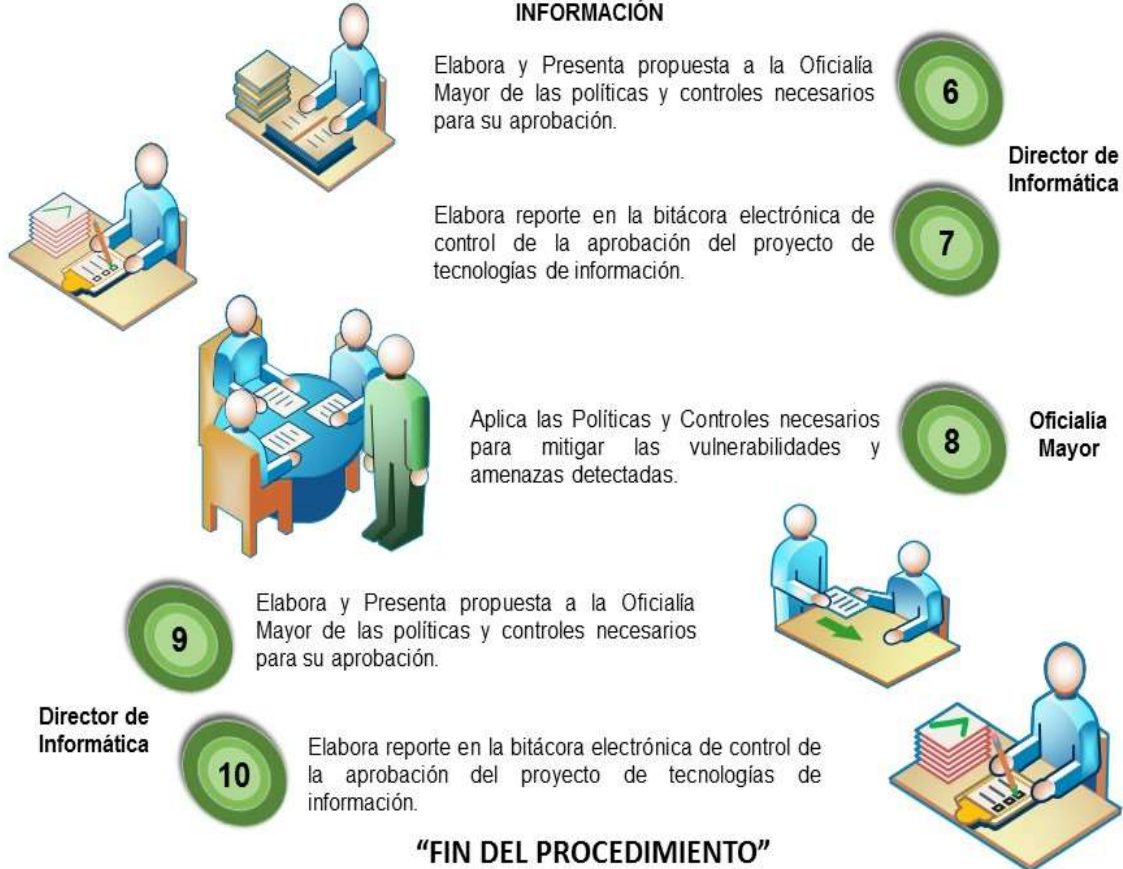 INFORMACIÓN
Elabora y Presenta propuesta a la Oficialía
Mayor de las políticas y controles necesarios
para su aprobación.
6
Director de
Informática
Elabora reporte en la bitácora electrónica de
control de la aprobación del proyecto de
tecnologías de información.
7
Aplica las Políticas y Controles necesarios
para mitigar las vulnerabilidades y
amenazas detectadas.
8
Oficialia
Mayor
9
Elabora y Presenta propuesta a la Oficialía
Mayor de las políticas y controles necesarios
para su aprobación.
Director de
Informática
10
Elabora reporte en la bitácora electrónica de control de
la aprobación del proyecto de tecnologías de
información.
“FIN DEL PROCEDIMIENTO”